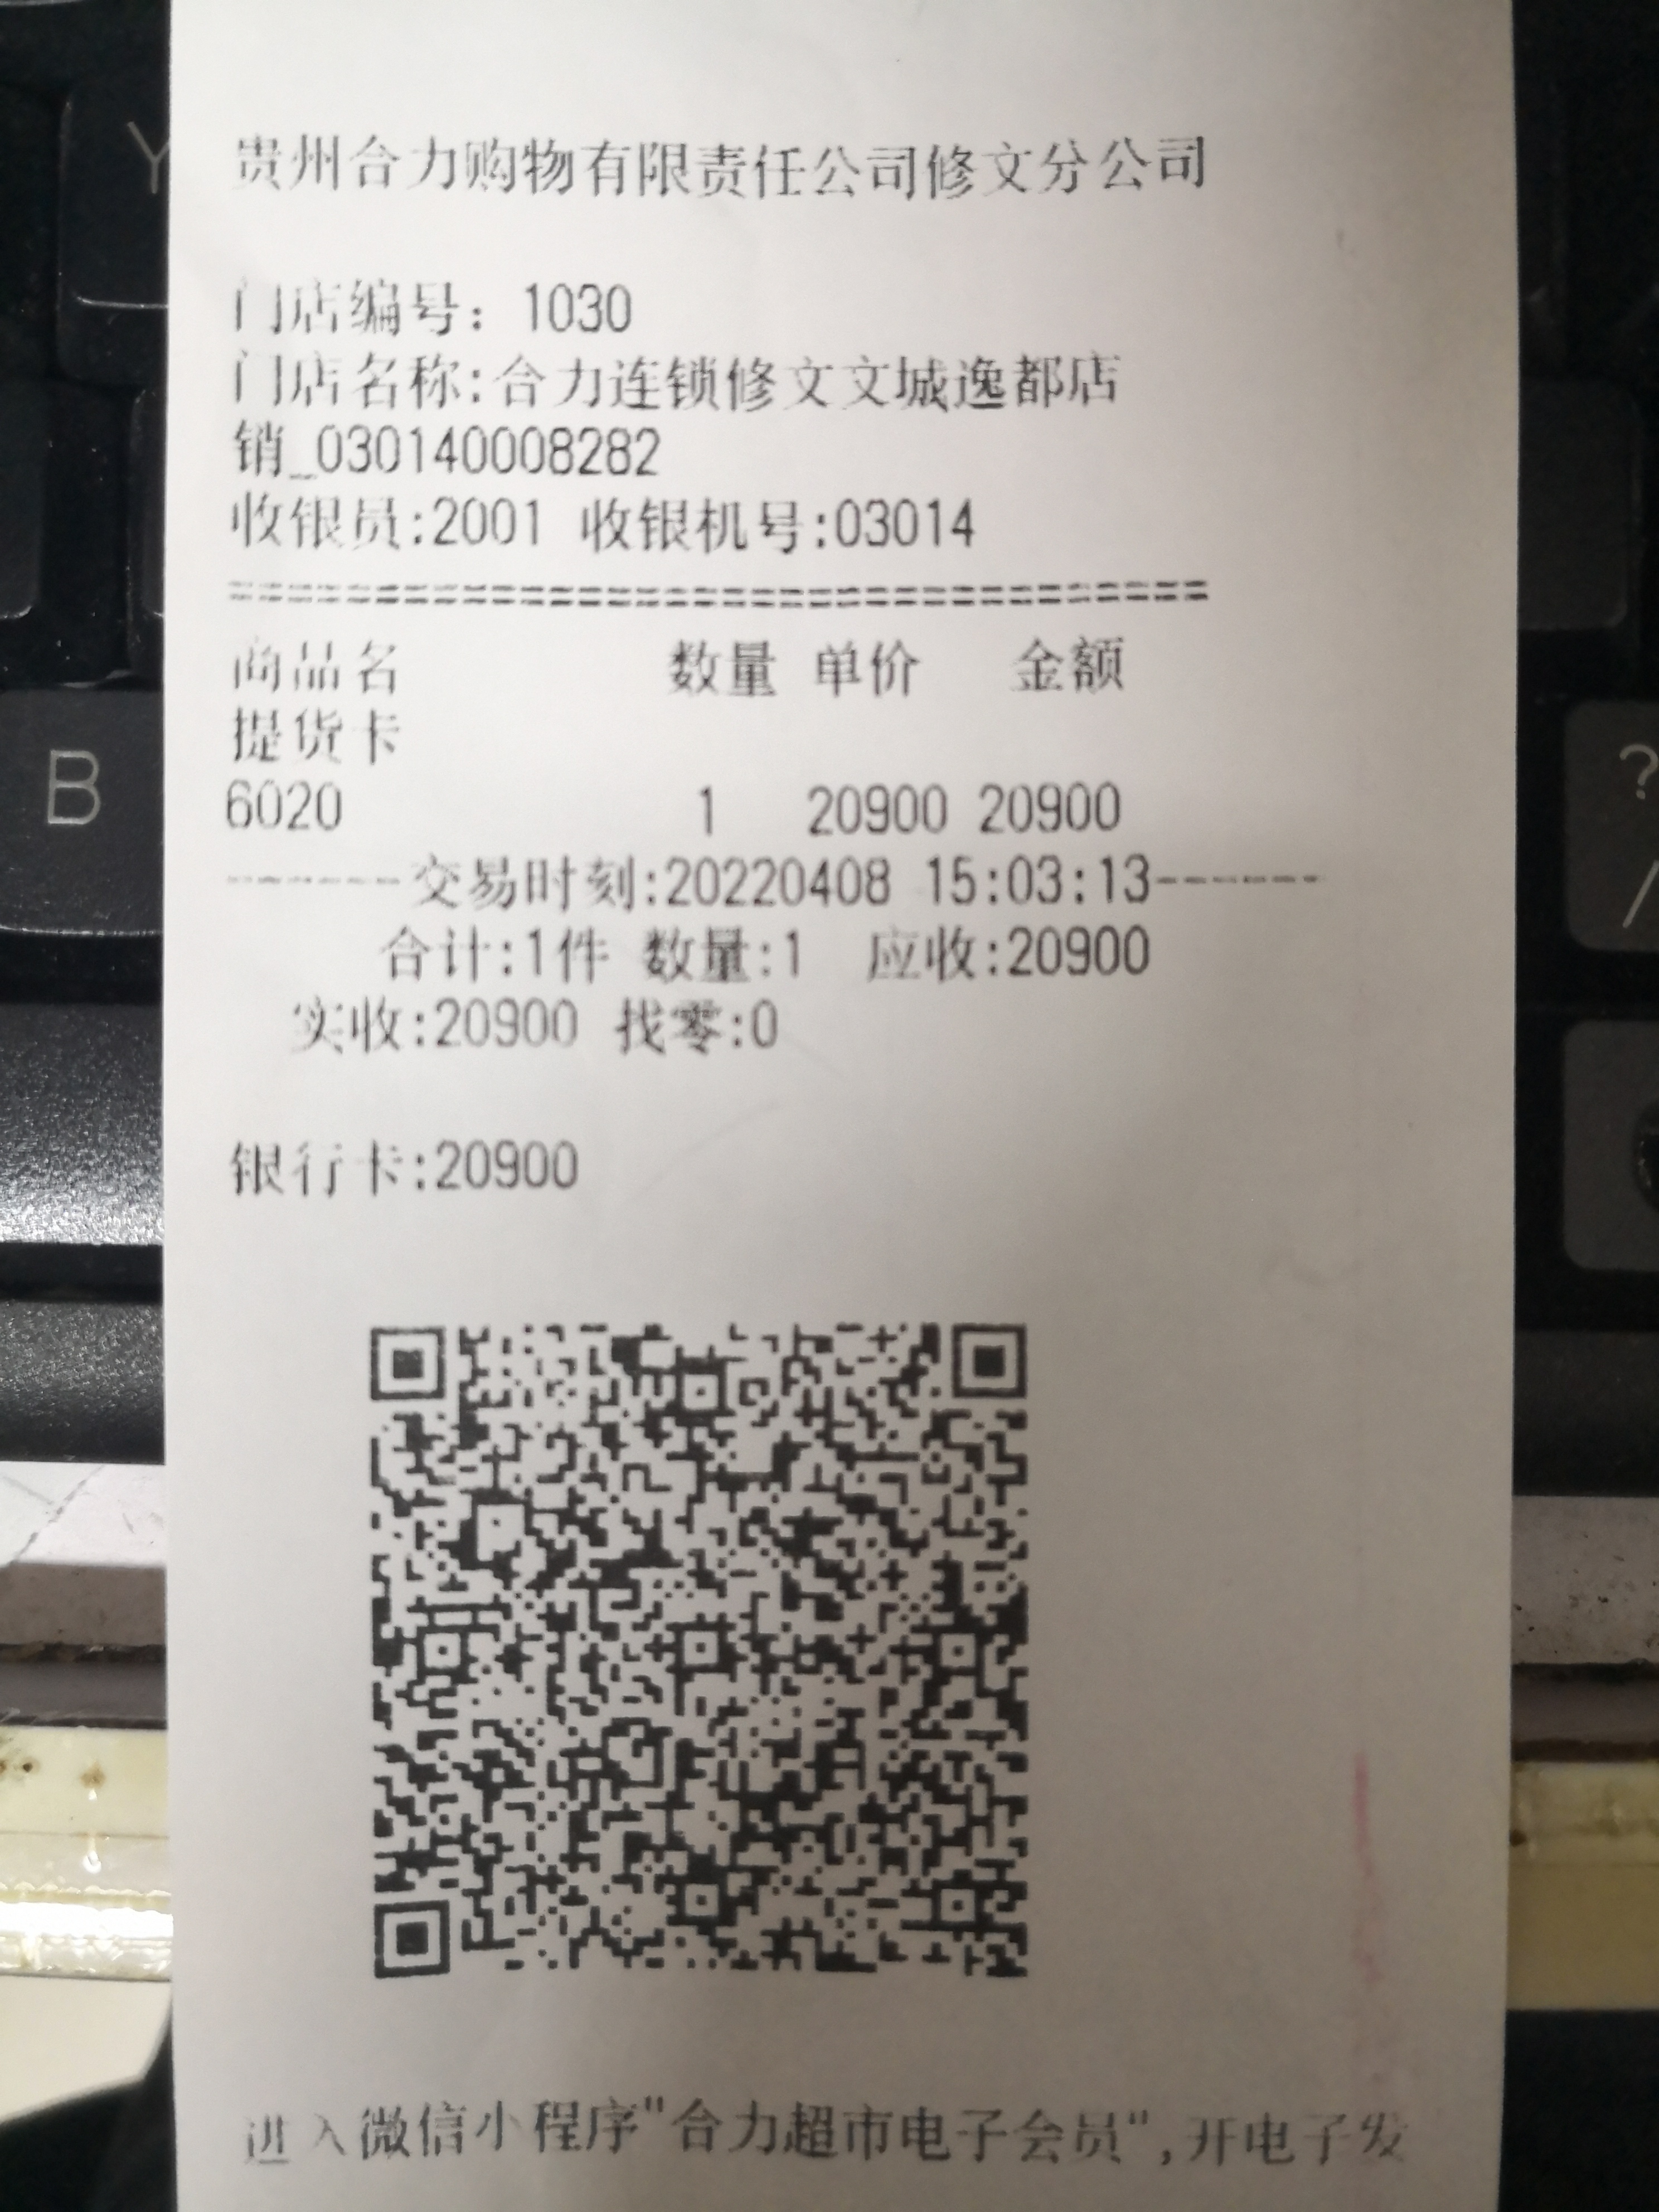 贵州合力购物有限责任公司修文分公司
门店编号: 1030
门店名称:合力连锁修文文城逸都店
销_030140008282
收银员:2001 收银机号:03014
==================================
商品名 数量 单价 金额
提货卡
6020 1 20900 20900
------交易时刻:20220408 15:03:13------
合计:1件 数量:1 应收:20900
实收:20900 找零:0
银行卡:20900
进入微信小程序"合力超市电子会员",开电子发
Y
B
?
/